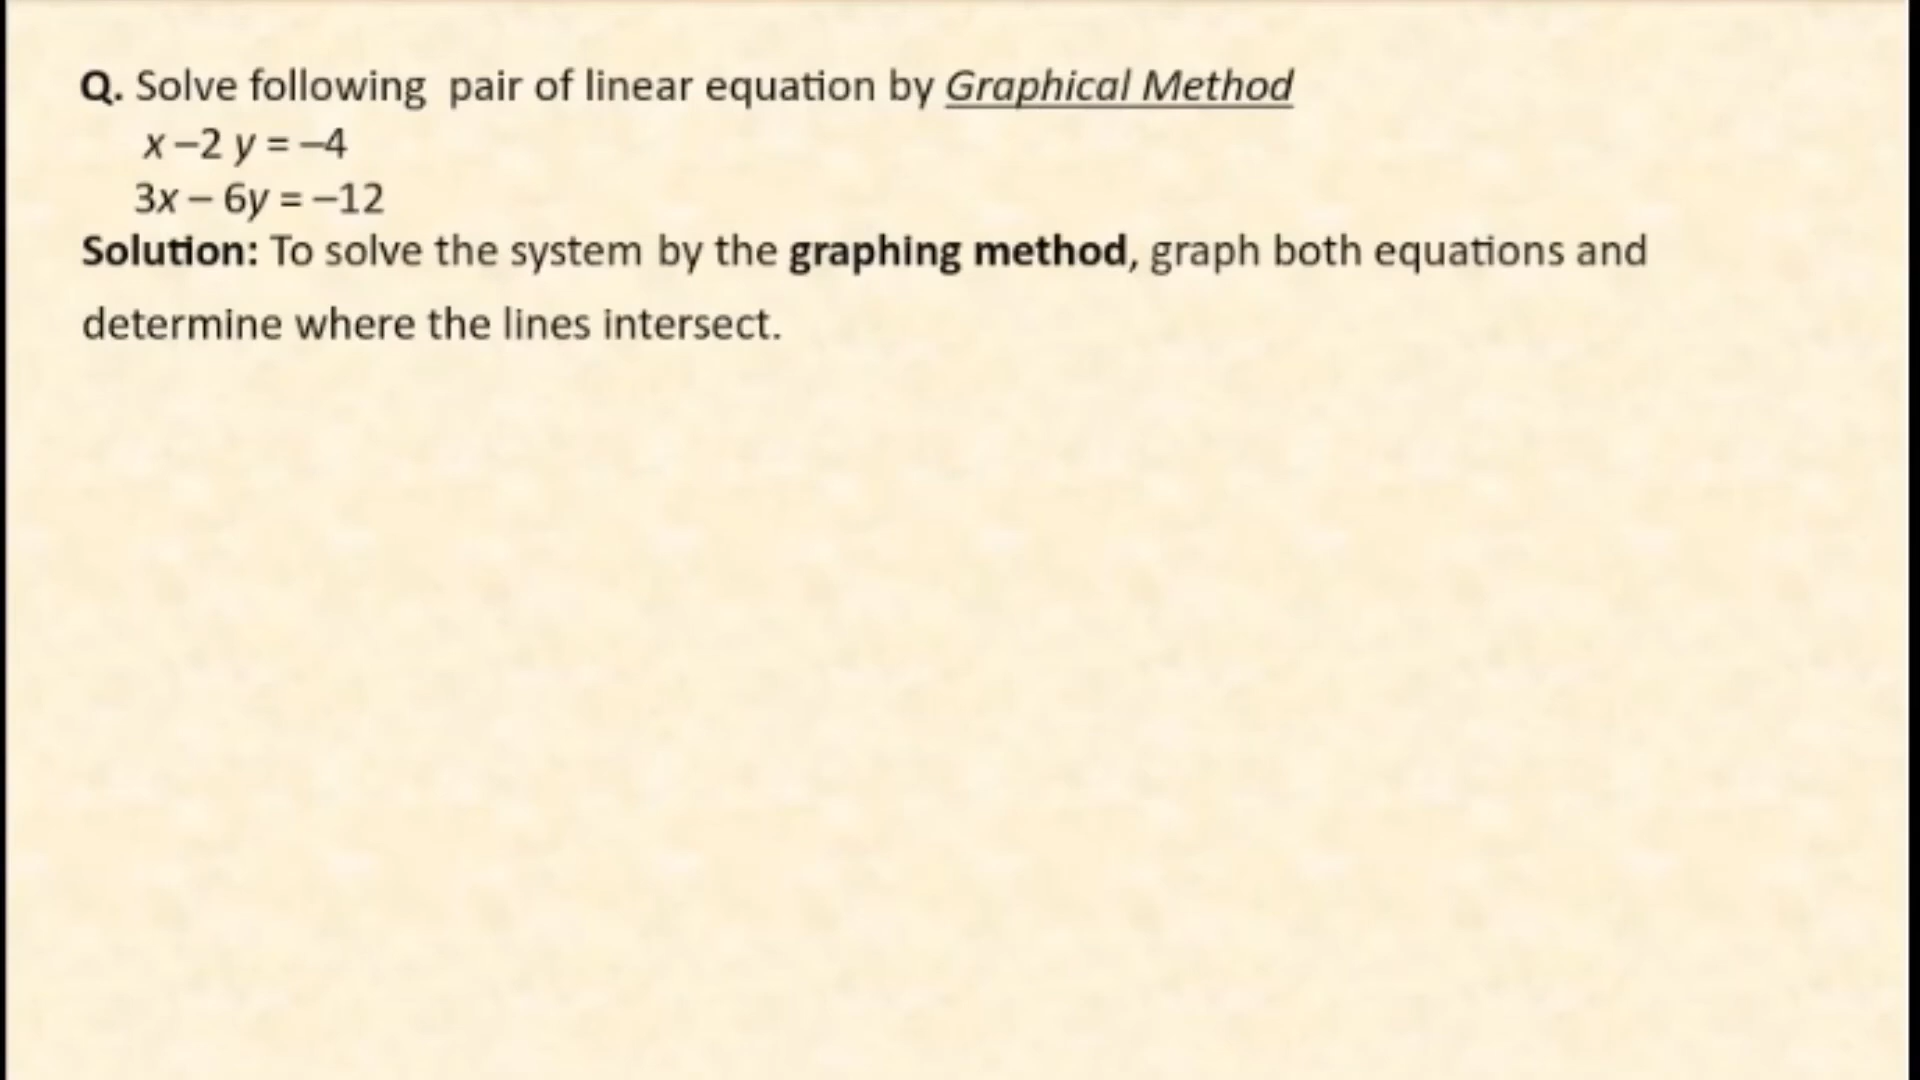 Q. Solve following  pair of linear equation by Graphical Method
x –2 y = –4
3x – 6y = –12
Solution: To solve the system by the graphing method, graph both equations and
determine where the lines intersect.